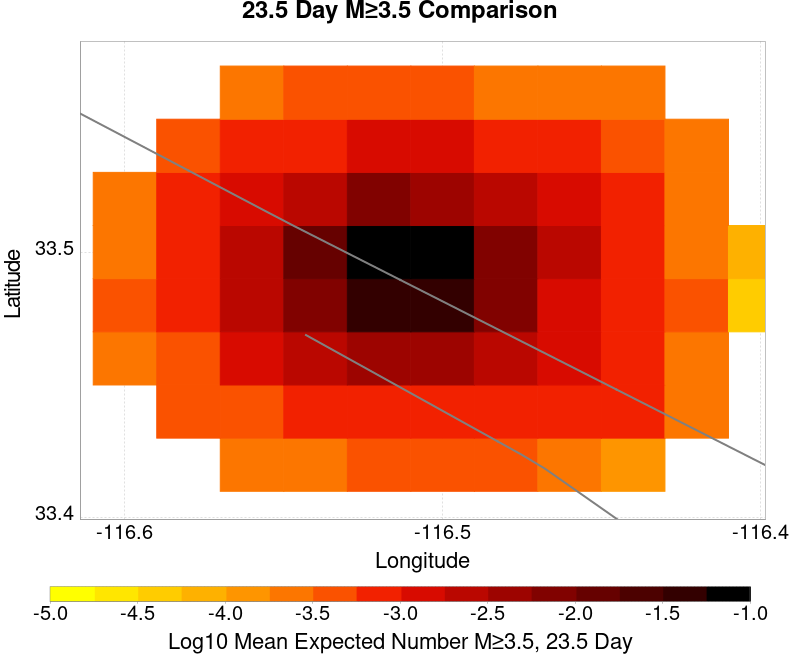 23.5 Day M≥3.5 Comparison
Latitude
33.5
33.4
-116.6 -116.5 -116.4
Longitude
-5.0 -4.5 -4.0 -3.5 -3.0 -2.5 -2.0 -1.5 -1.0
Log10 Mean Expected Number M≥3.5, 23.5 Day